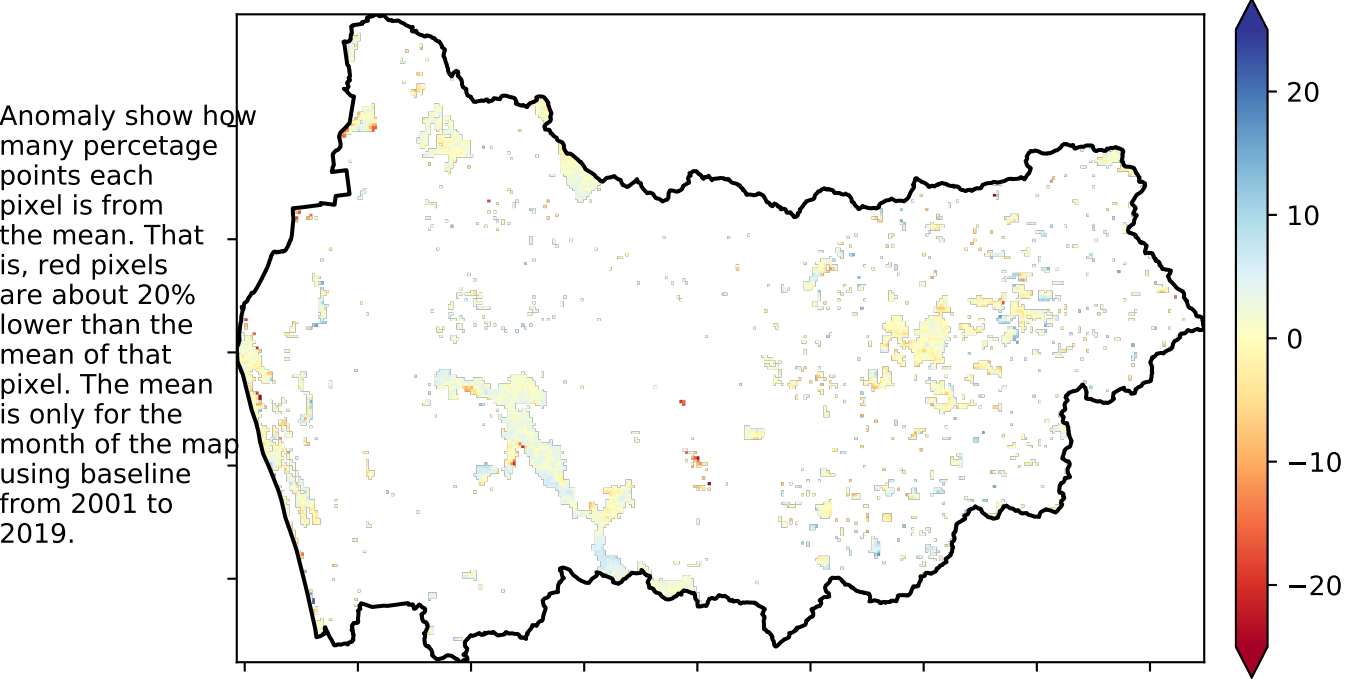 Anomaly show how
many percetage
points each
pixel is from
the mean. That
is, red pixels
are about 20%
lower than the
mean of that
pixel. The mean
is only for the
month of the map
using baseline
from 2001 to
2019.
20
10
0
−10
−20